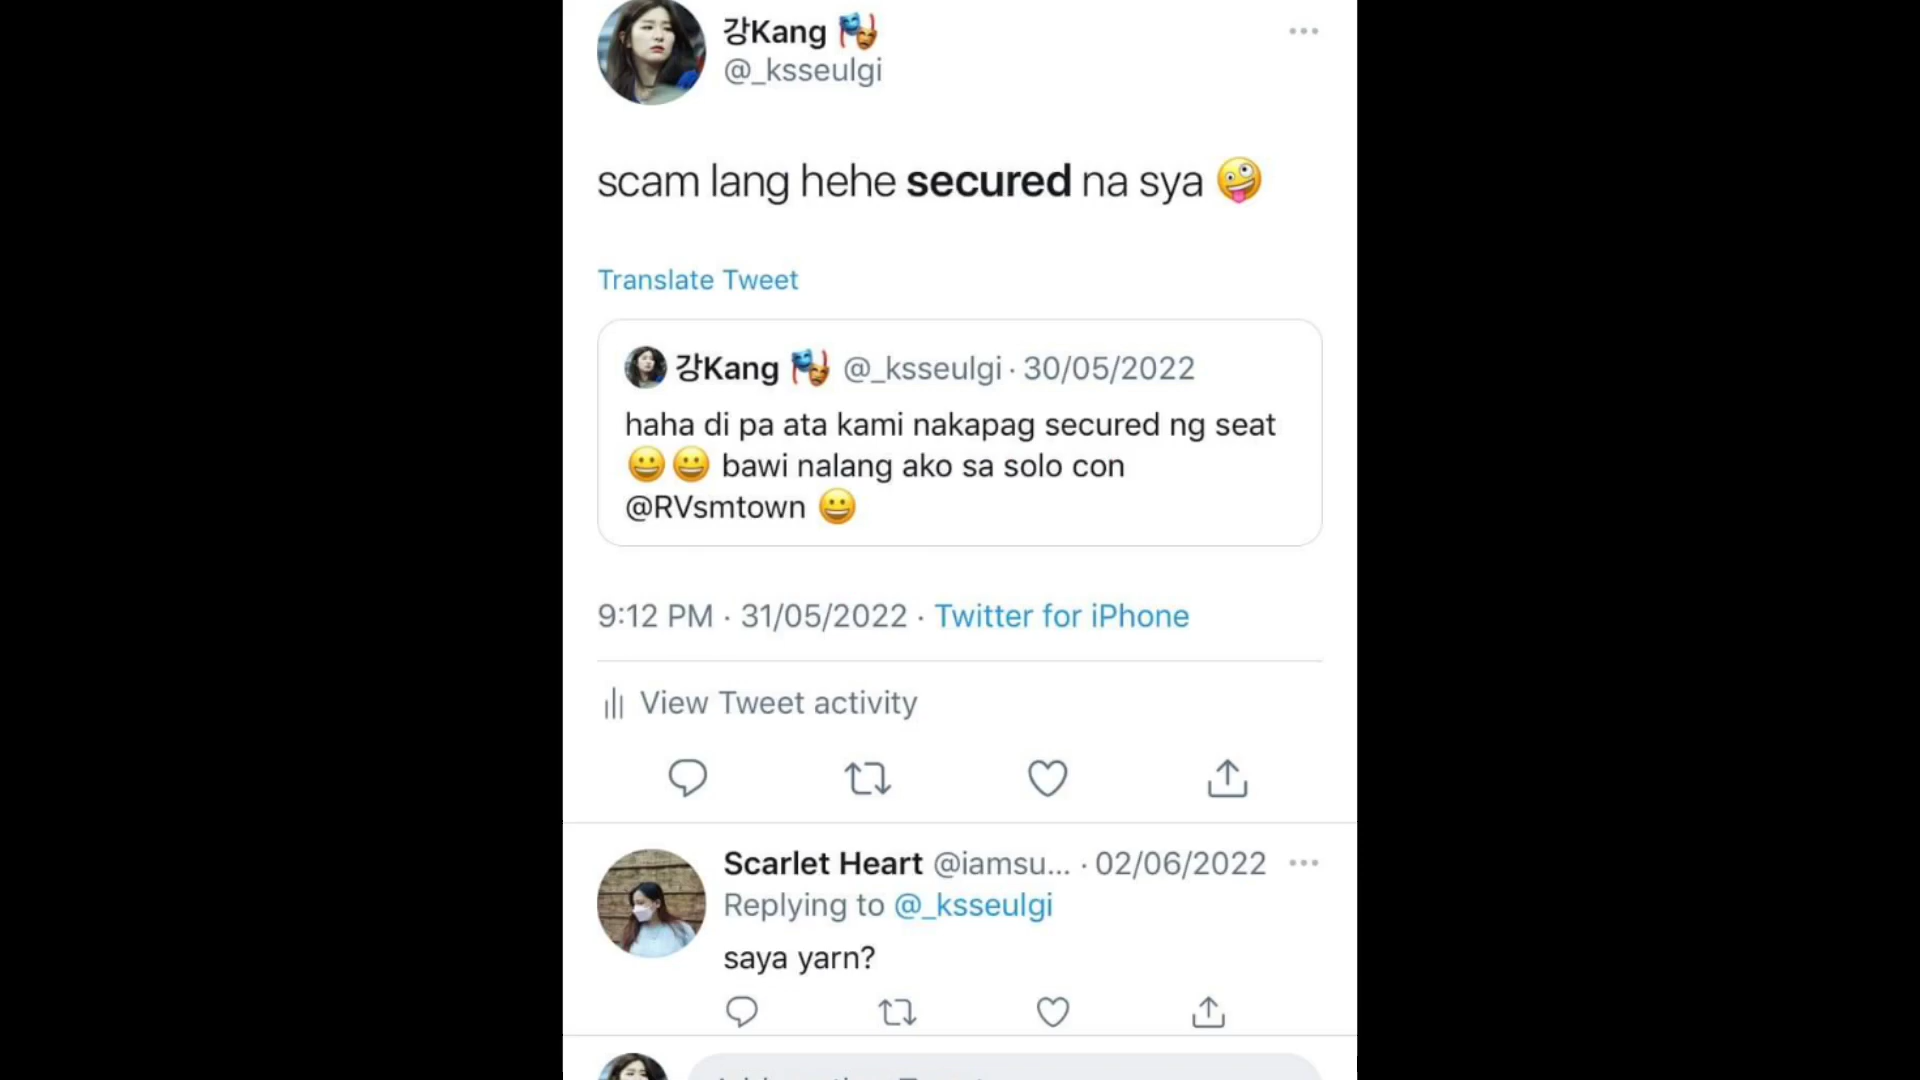 강Kang
@_ksseulgi
scam lang hehe secured na sya
Translate Tweet
강Kang @_ksseulgi · 30/05/2022
haha di pa ata kami nakapag secured ng seat
bawi nalang ako sa solo con
@RVsmtown
9:12 PM · 31/05/2022 · Twitter for iPhone
View Tweet activity
Scarlet Heart @iamsu... · 02/06/2022
Replying to @_ksseulgi
saya yarn?